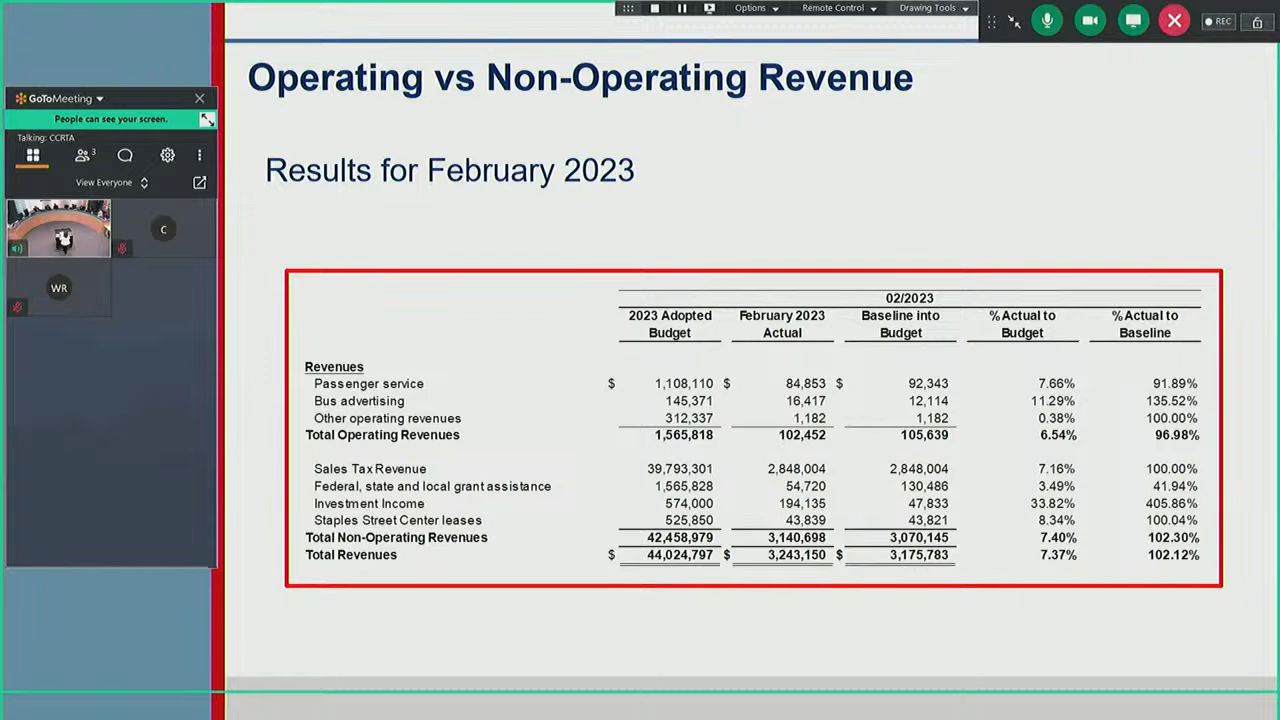 Options
Remote Control
Drawing Tools
REC
GoToMeeting
People can see your screen.
Talking: CCRTA
3
View Everyone
C
WR
Operating vs Non-Operating Revenue
Results for February 2023
02/2023
2023 Adopted Budget February 2023 Actual Baseline into Budget % Actual to Budget % Actual to Baseline
Revenues
Passenger service $ 1,108,110 $ 84,853 $ 92,343 7.66% 91.89%
Bus advertising 145,371 16,417 12,114 11.29% 135.52%
Other operating revenues 312,337 1,182 1,182 0.38% 100.00%
Total Operating Revenues 1,565,818 102,452 105,639 6.54% 96.98%
Sales Tax Revenue 39,793,301 2,848,004 2,848,004 7.16% 100.00%
Federal, state and local grant assistance 1,565,828 54,720 130,486 3.49% 41.94%
Investment Income 574,000 194,135 47,833 33.82% 405.86%
Staples Street Center leases 525,850 43,839 43,821 8.34% 100.04%
Total Non-Operating Revenues 42,458,979 3,140,698 3,070,145 7.40% 102.30%
Total Revenues $ 44,024,797 $ 3,243,150 $ 3,175,783 7.37% 102.12%